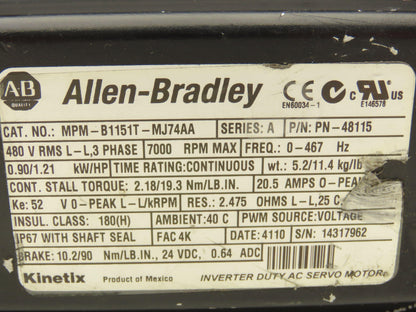 AB
QUALITY
Allen-Bradley
CE
EN60034-1
C
c RU US
E146578
CAT. NO.: MPM-B1151T-MJ74AA SERIES: A P/N: PN-48115
480 V RMS L-L,3 PHASE 7000 RPM MAX FREQ.: 0-467 Hz
0.90/1.21 kW/HP TIME RATING:CONTINUOUS wt.: 5.2/11.4 kg/lb
CONT. STALL TORQUE: 2.18/19.3 Nm/LB.IN. 20.5 AMPS O-PEAK
Ke: 52 V O-PEAK L-L/kRPM RES.: 2.475 OHMS L-L,25 C
INSUL. CLASS: 180(H) AMBIENT:40 C PWM SOURCE:VOLTAGE
IP67 WITH SHAFT SEAL FAC4K DATE:4110 S/N: 14317962
BRAKE: 10.2/90 Nm/LB.IN., 24 VDC, 0.64 ADC
Kinetix Product of Mexico INVERTER DUTY AC SERVO MOTOR